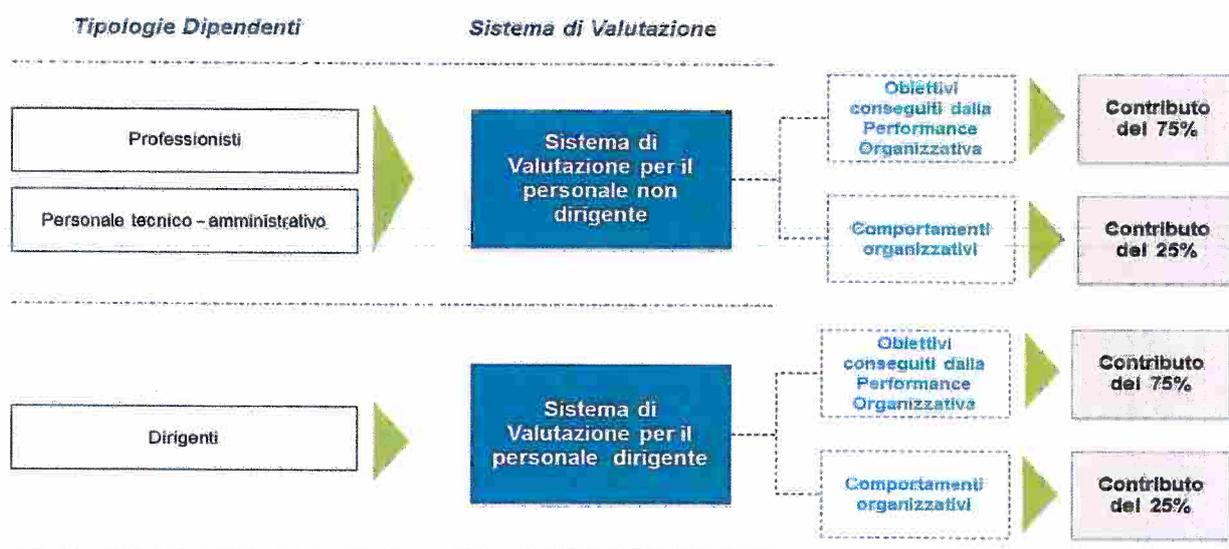 Tipologie Dipendenti
Sistema di Valutazione
Professionisti
Personale tecnico – amministrativo
Sistema di
Valutazione per il
personale non
dirigente
Obiettivi
conseguiti dalla
Performance
Organizzativa
Contributo
del 75%
Comportamenti
organizzativi
Contributo
del 25%
Dirigenti
Sistema di
Valutazione per il
personale dirigente
Obiettivi
conseguiti dalla
Performance
Organizzativa
Contributo
del 75%
Comportamenti
organizzativi
Contributo
del 25%